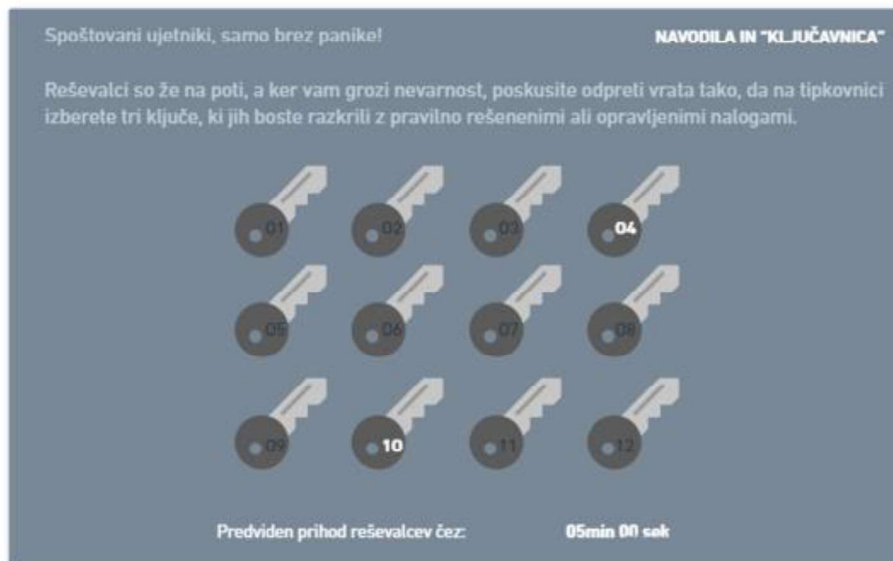 Spoštovani ujetniki, samo brez panike!
NAVODILA IN "KLJUČAVNICA"
Reševalci so že na poti, a ker vam grozi nevarnost, poskusite odpreti vrata tako, da na tipkovnici
izberete tri ključe, ki jih boste razkrili z pravilno rešenenimi ali opravljenimi nalogami.
01 02 03 04
05 06 07 08
09 10 11 12
Predviden prihod reševalcev čez: 05min 00 sek